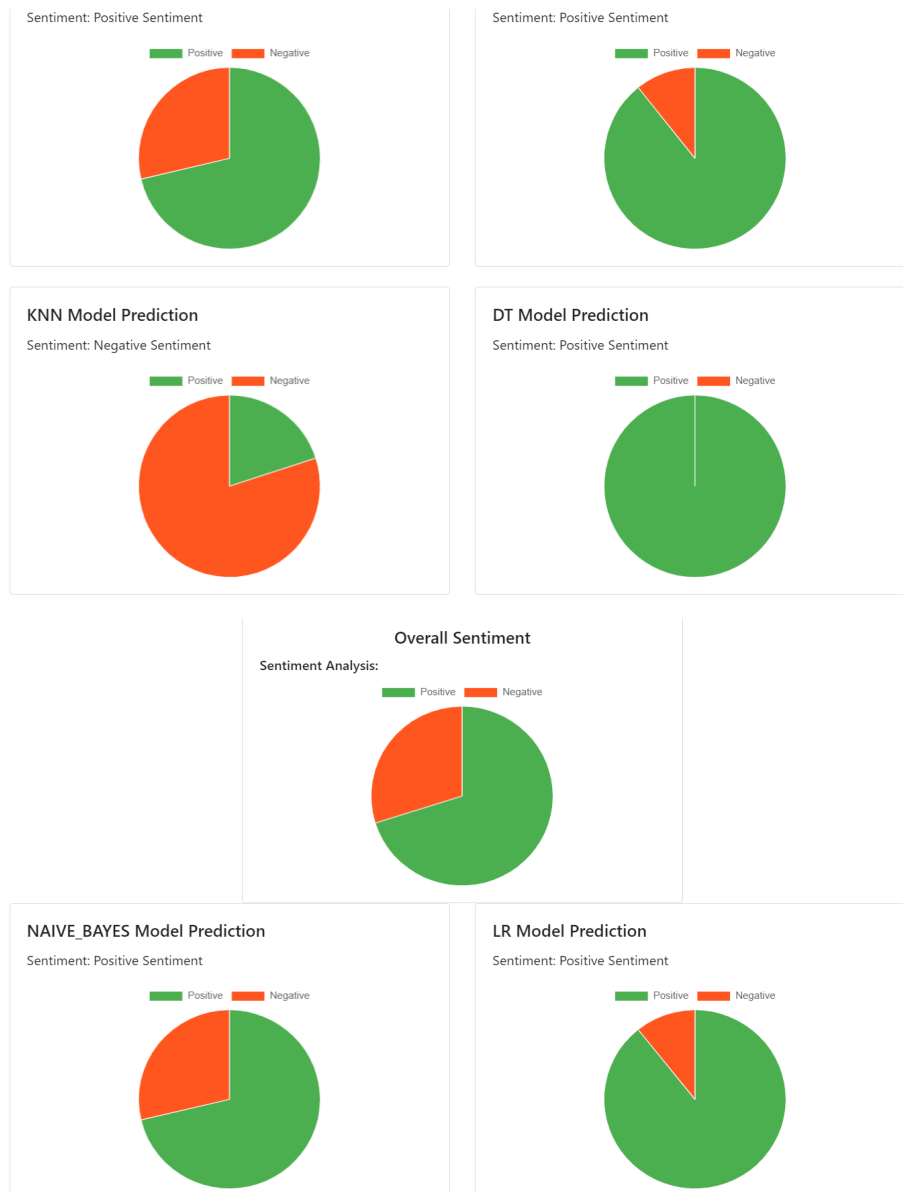 Sentiment: Positive Sentiment
Positive Negative
Sentiment: Positive Sentiment
Positive Negative
KNN Model Prediction
Sentiment: Negative Sentiment
Positive Negative
DT Model Prediction
Sentiment: Positive Sentiment
Positive Negative
Overall Sentiment
Sentiment Analysis:
Positive Negative
NAIVE_BAYES Model Prediction
Sentiment: Positive Sentiment
Positive Negative
LR Model Prediction
Sentiment: Positive Sentiment
Positive Negative